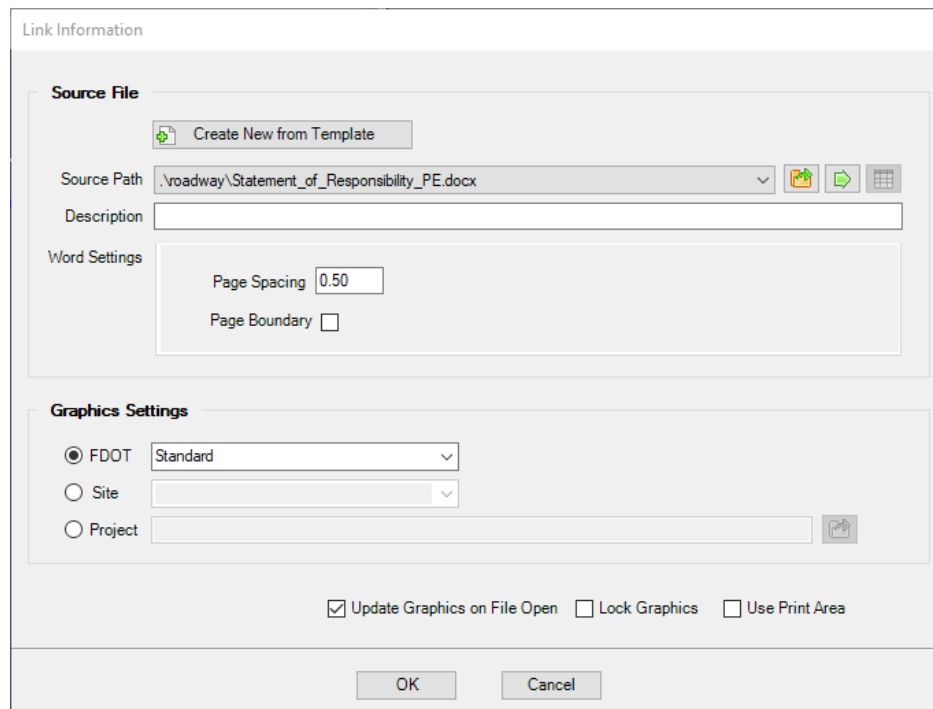 Link Information
Source File
Create New from Template
Source Path .\roadway\Statement_of_Responsibility_PE.docx
Description
Word Settings
Page Spacing 0.50
Page Boundary
Graphics Settings
FDOT Standard
Site
Project
Update Graphics on File Open Lock Graphics Use Print Area
OK Cancel